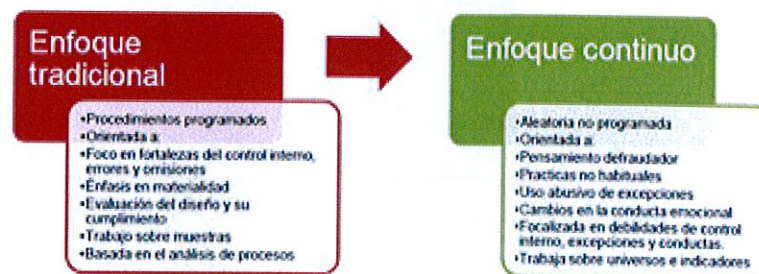 Enfoque
tradicional
•Procedimientos programados
•Orientada a:
•Foco en fortalezas del control interno,
errores y omisiones
•Énfasis en materialidad
•Evaluación del diseño y su
cumplimiento
•Trabajo sobre muestras
•Basada en el análisis de procesos
Enfoque continuo
•Aleatoria no programada
•Orientada a:
•Pensamiento defraudador
•Practicas no habituales
•Uso abusivo de excepciones
•Cambios en la conducta emocional
•Focalizada en debilidades de control
interno, excepciones y conductas.
•Trabaja sobre universos e indicadores